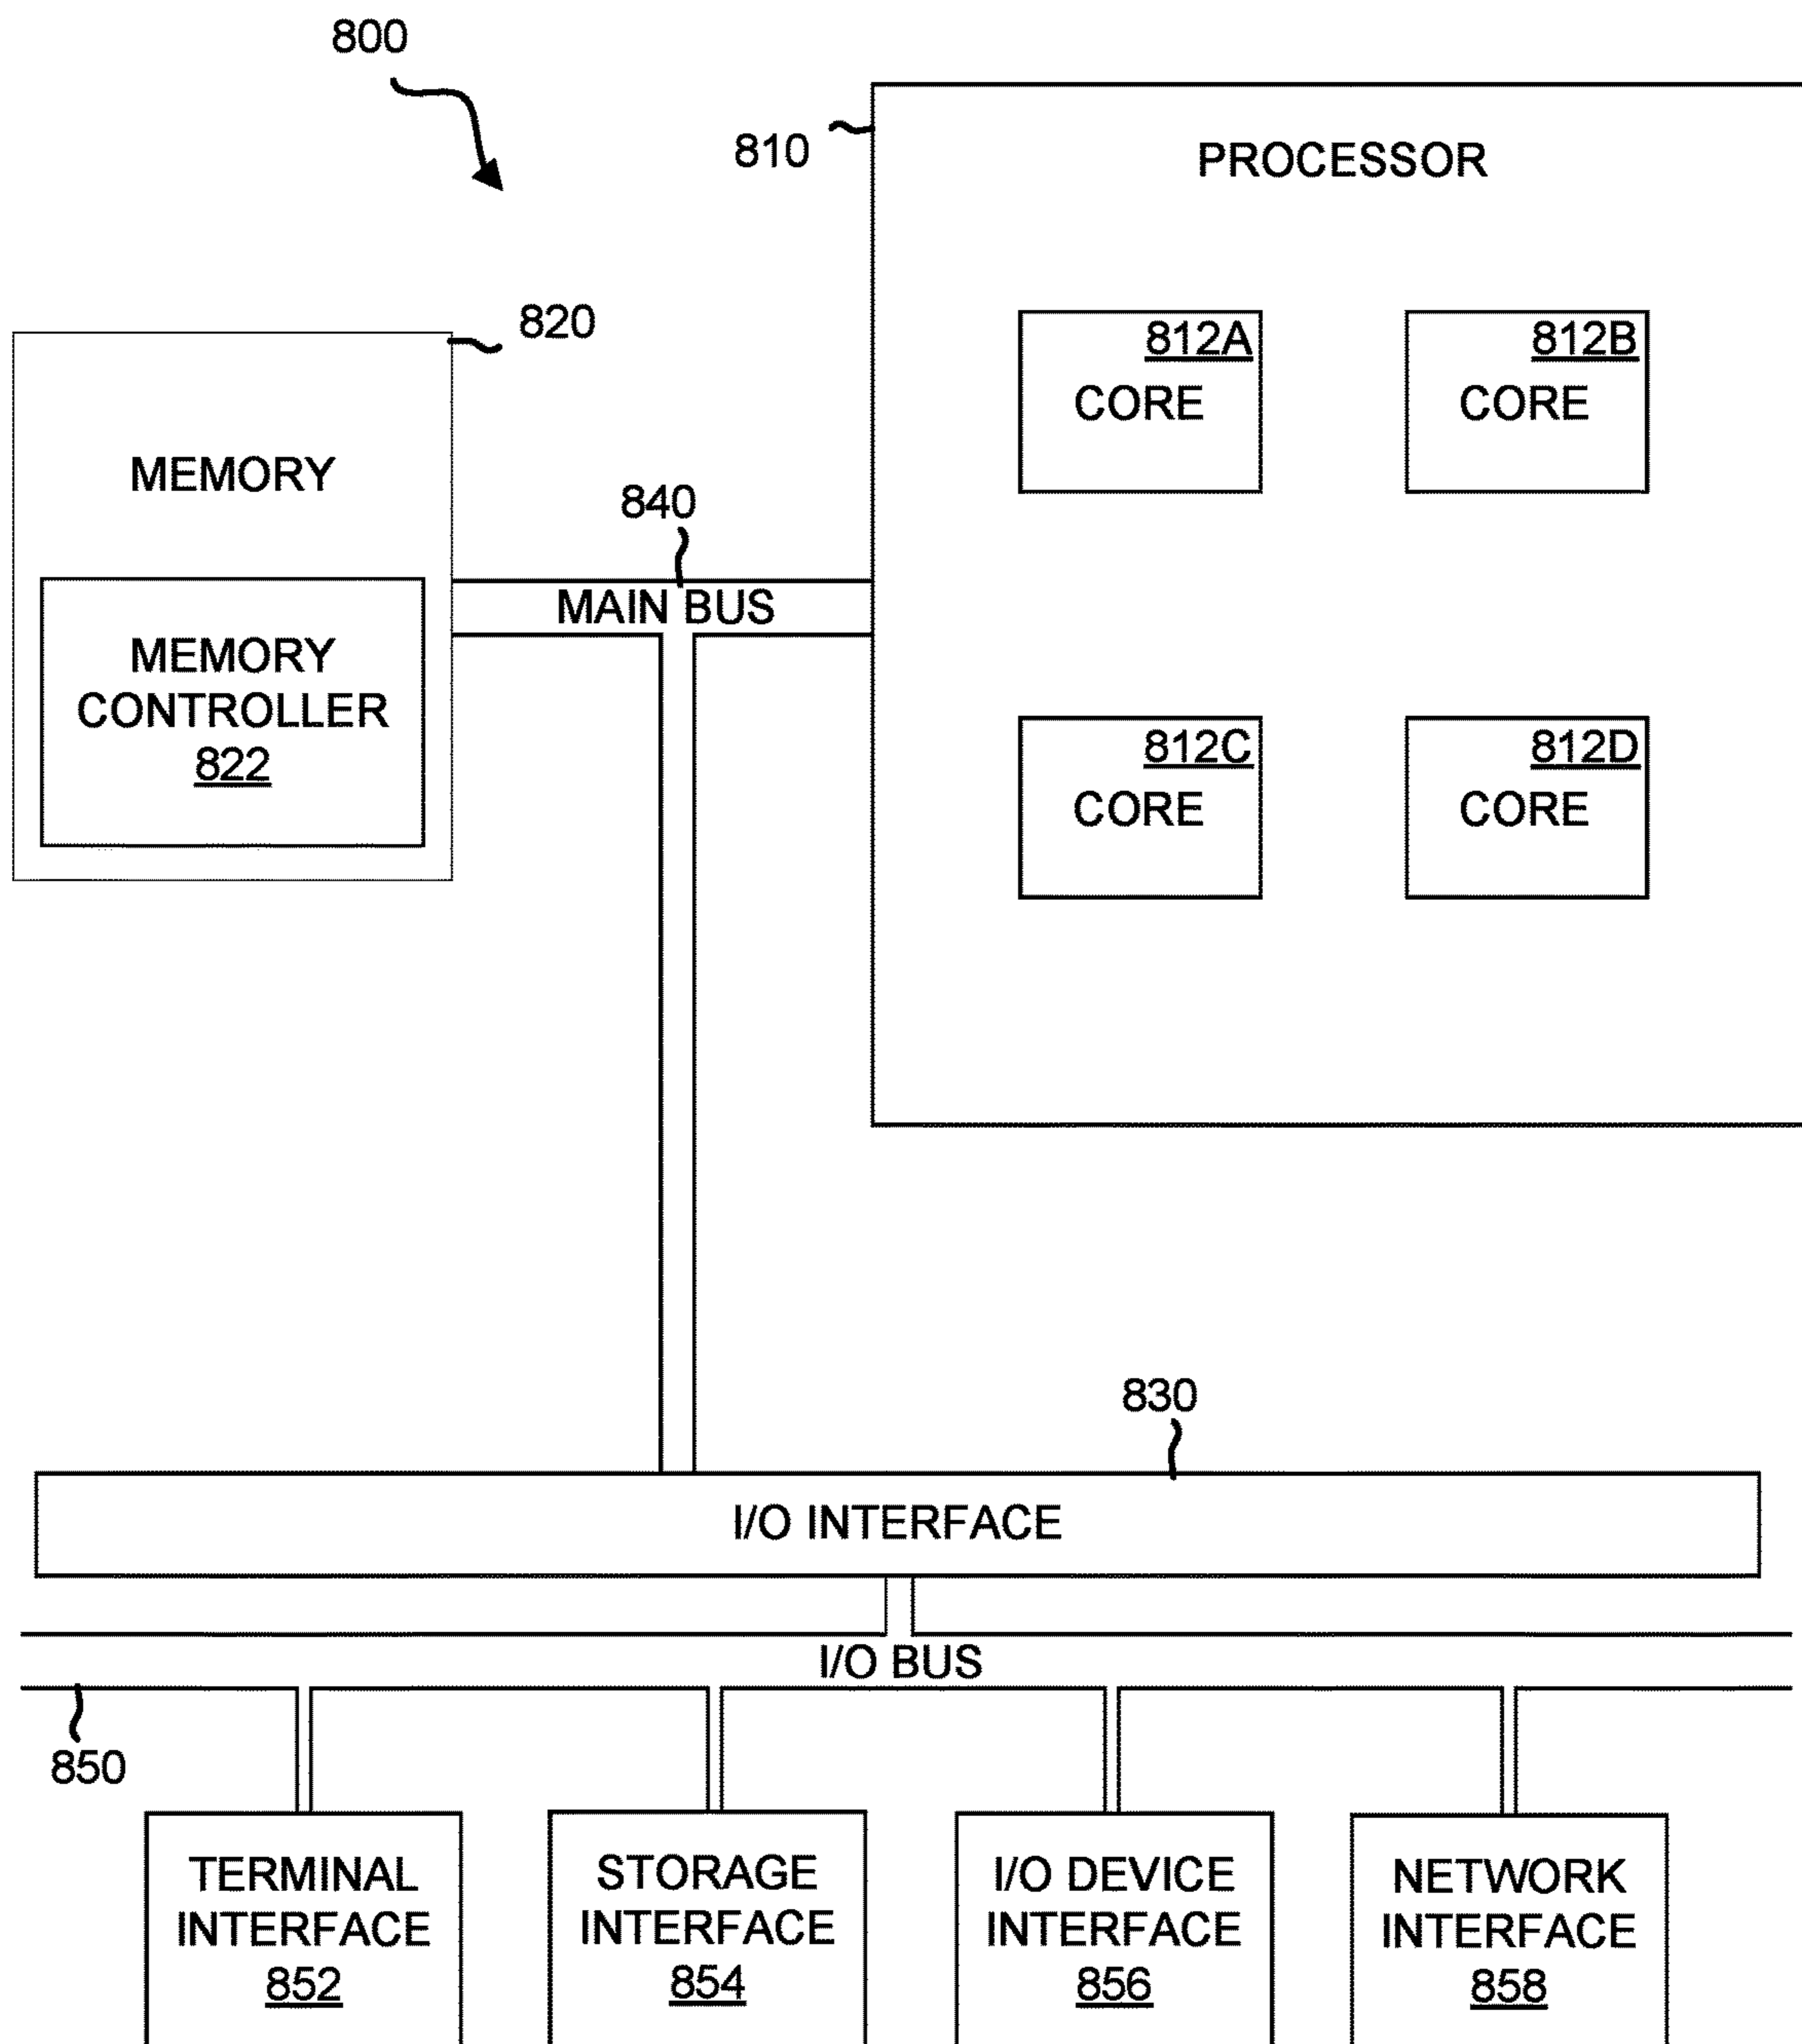 800
810
PROCESSOR
820
812A
CORE
812B
CORE
MEMORY
840
MAIN BUS
MEMORY
CONTROLLER
822
812C
CORE
812D
CORE
830
I/O INTERFACE
I/O BUS
850
TERMINAL
INTERFACE
852
STORAGE
INTERFACE
854
I/O DEVICE
INTERFACE
856
NETWORK
INTERFACE
858